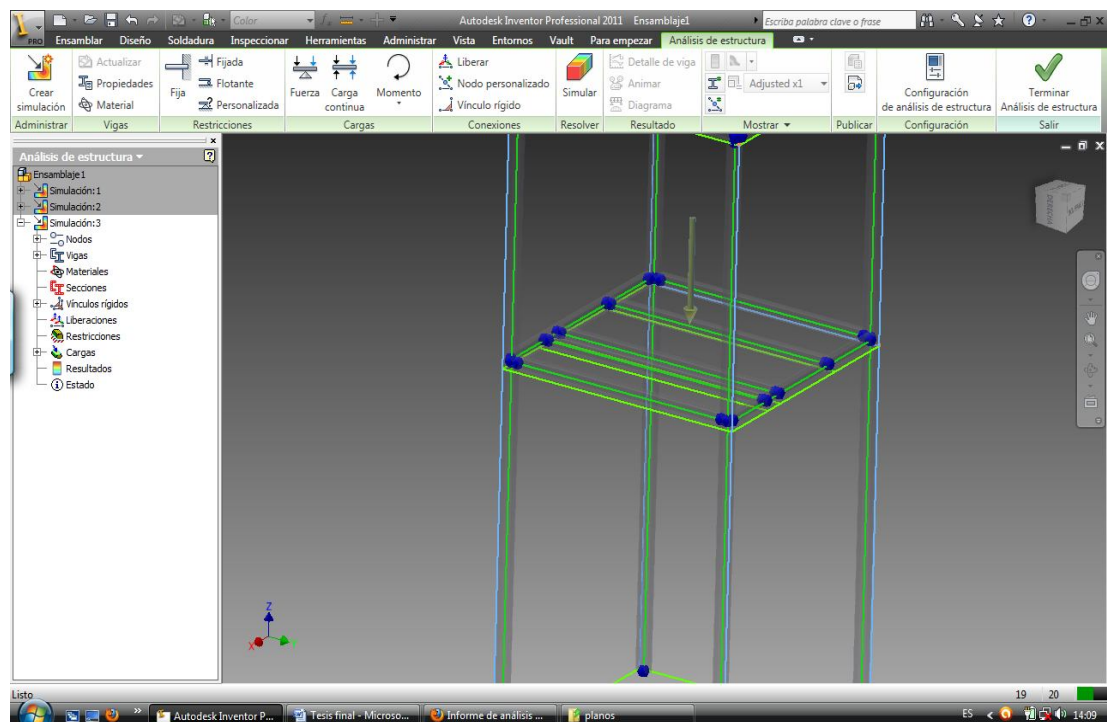 Color
Autodesk Inventor Professional 2011 Ensamblaje1
Escriba palabra clave o frase
PRO
Ensamblar Diseño Soldadura Inspeccionar Herramientas Administrar Vista Entornos Vault Para empezar Análisis de estructura
Crear simulación
Actualizar
Propiedades
Material
Fija
Fijada
Flotante
Personalizada
Fuerza
Carga continua
Momento
Liberar
Nodo personalizado
Vínculo rígido
Simular
Detalle de viga
Animar
Diagrama
Adjusted x1
Configuración
de análisis de estructura
Terminar
Análisis de estructura
Administrar Vigas Restricciones Cargas Conexiones Resolver Resultado Mostrar Publicar Configuración Salir
Análisis de estructura
Ensamblaje1
Simulación:1
Simulación:2
Simulación:3
Nodos
Vigas
Materiales
Secciones
Vínculos rígidos
Liberaciones
Restricciones
Cargas
Resultados
Estado
DERECHA
Z
X
Listo
19 20
Autodesk Inventor P...
Tesis final - Microso...
Informe de análisis ...
planos
ES
14:09